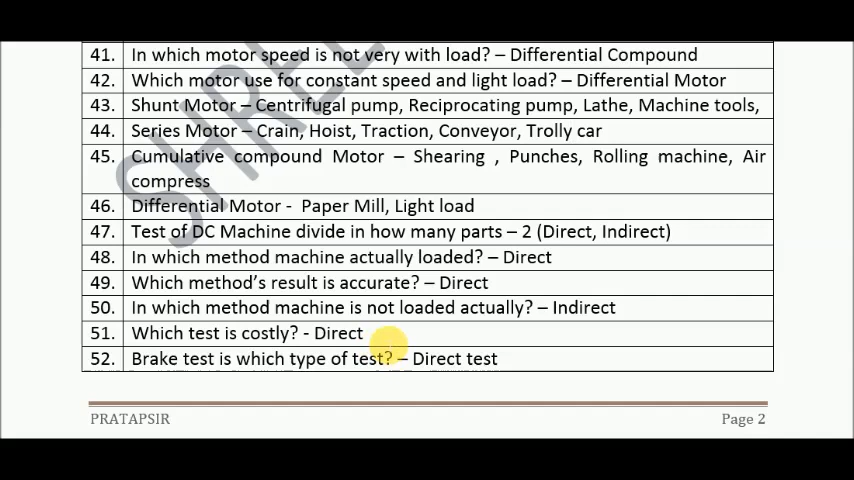 41. In which motor speed is not very with load? – Differential Compound
42. Which motor use for constant speed and light load? – Differential Motor
43. Shunt Motor – Centrifugal pump, Reciprocating pump, Lathe, Machine tools,
44. Series Motor – Crain, Hoist, Traction, Conveyor, Trolly car
45. Cumulative compound Motor – Shearing , Punches, Rolling machine, Air
compress
46. Differential Motor - Paper Mill, Light load
47. Test of DC Machine divide in how many parts – 2 (Direct, Indirect)
48. In which method machine actually loaded? – Direct
49. Which method's result is accurate? – Direct
50. In which method machine is not loaded actually? – Indirect
51. Which test is costly? - Direct
52. Brake test is which type of test? – Direct test
PRATAPSIR Page 2
SHREE